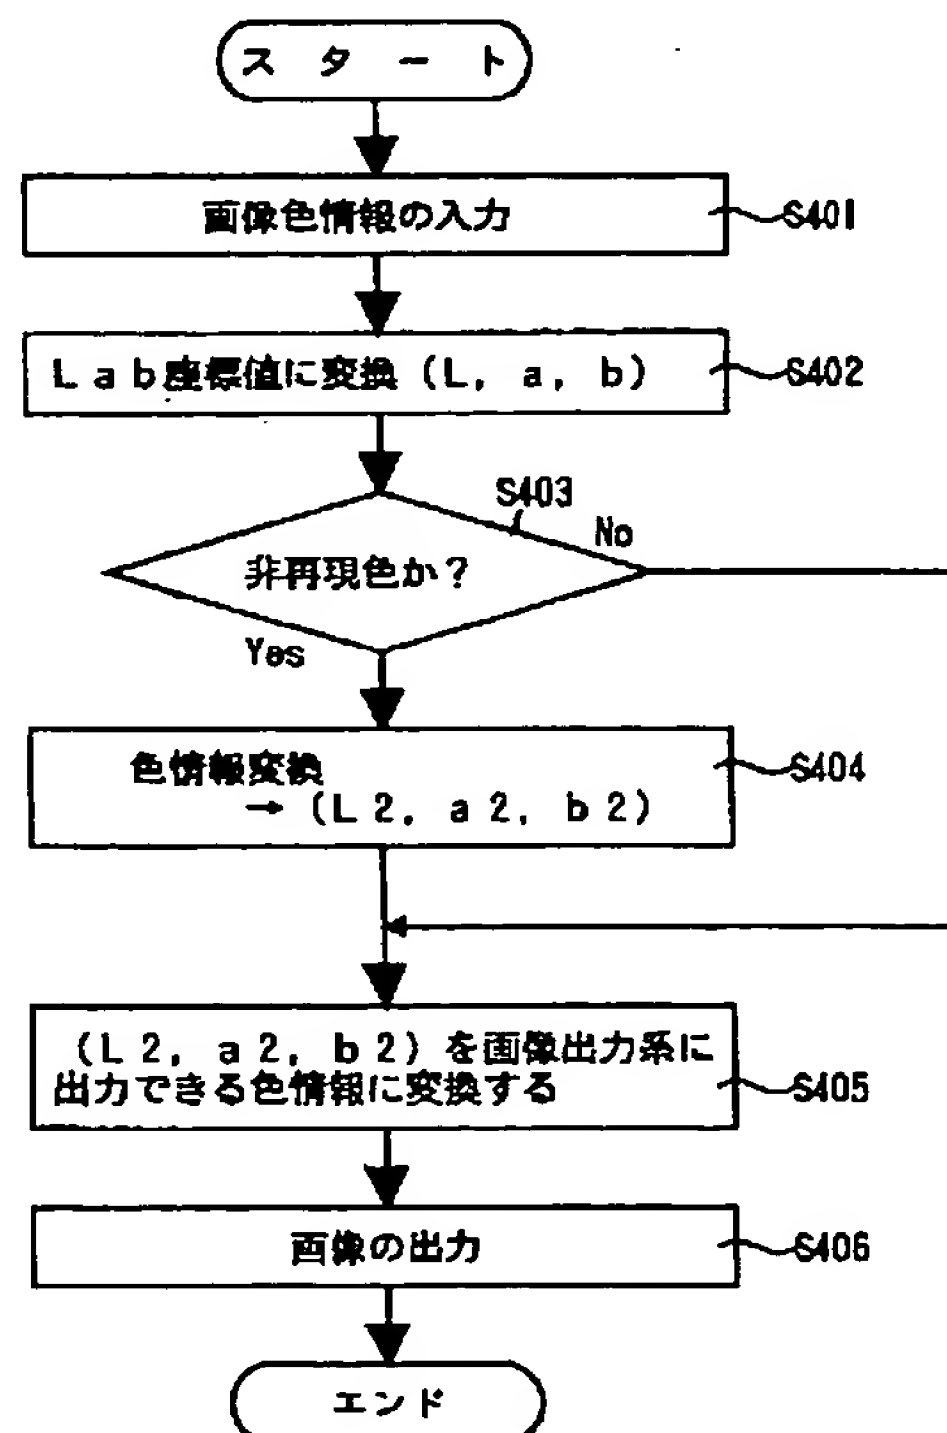 スタート
画像色情報の入力
S401
Lab座標値に変換(L, a, b)
S402
S403
No
非再現色か?
Yes
色情報変換
→(L2, a2, b2)
S404
(L2, a2, b2)を画像出力系に
出力できる色情報に変換する
S405
画像の出力
S406
エンド